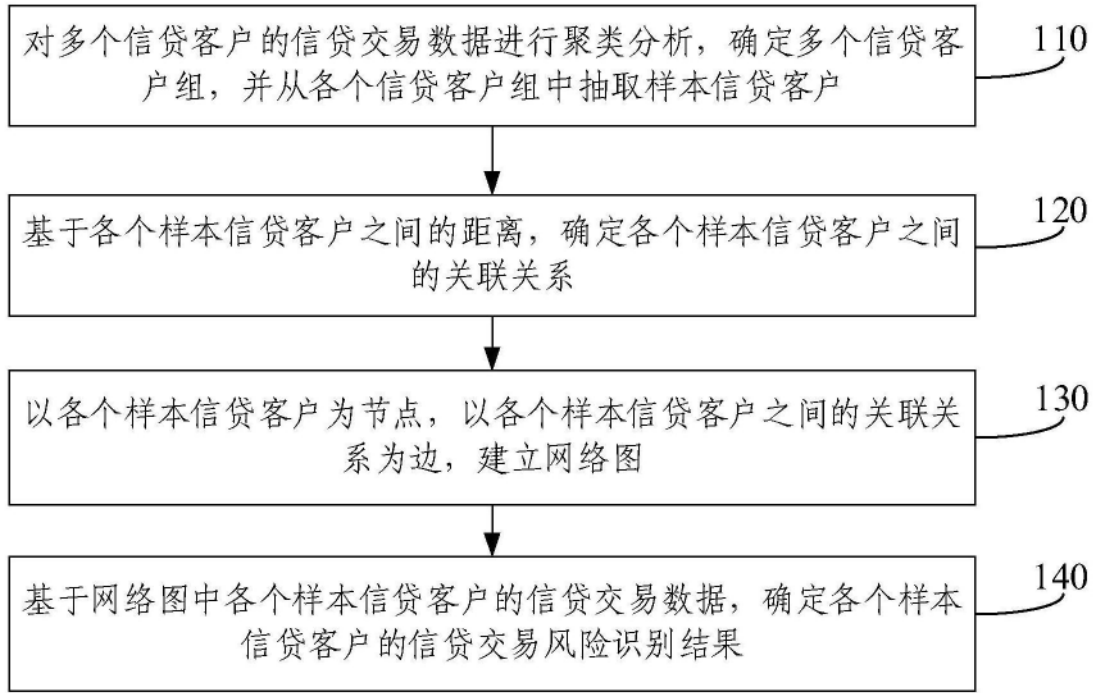 对多个信贷客户的信贷交易数据进行聚类分析，确定多个信贷客
户组，并从各个信贷客户组中抽取样本信贷客户
110
基于各个样本信贷客户之间的距离，确定各个样本信贷客户之间
的关联关系
120
以各个样本信贷客户为节点，以各个样本信贷客户之间的关联关
系为边，建立网络图
130
基于网络图中各个样本信贷客户的信贷交易数据，确定各个样本
信贷客户的信贷交易风险识别结果
140